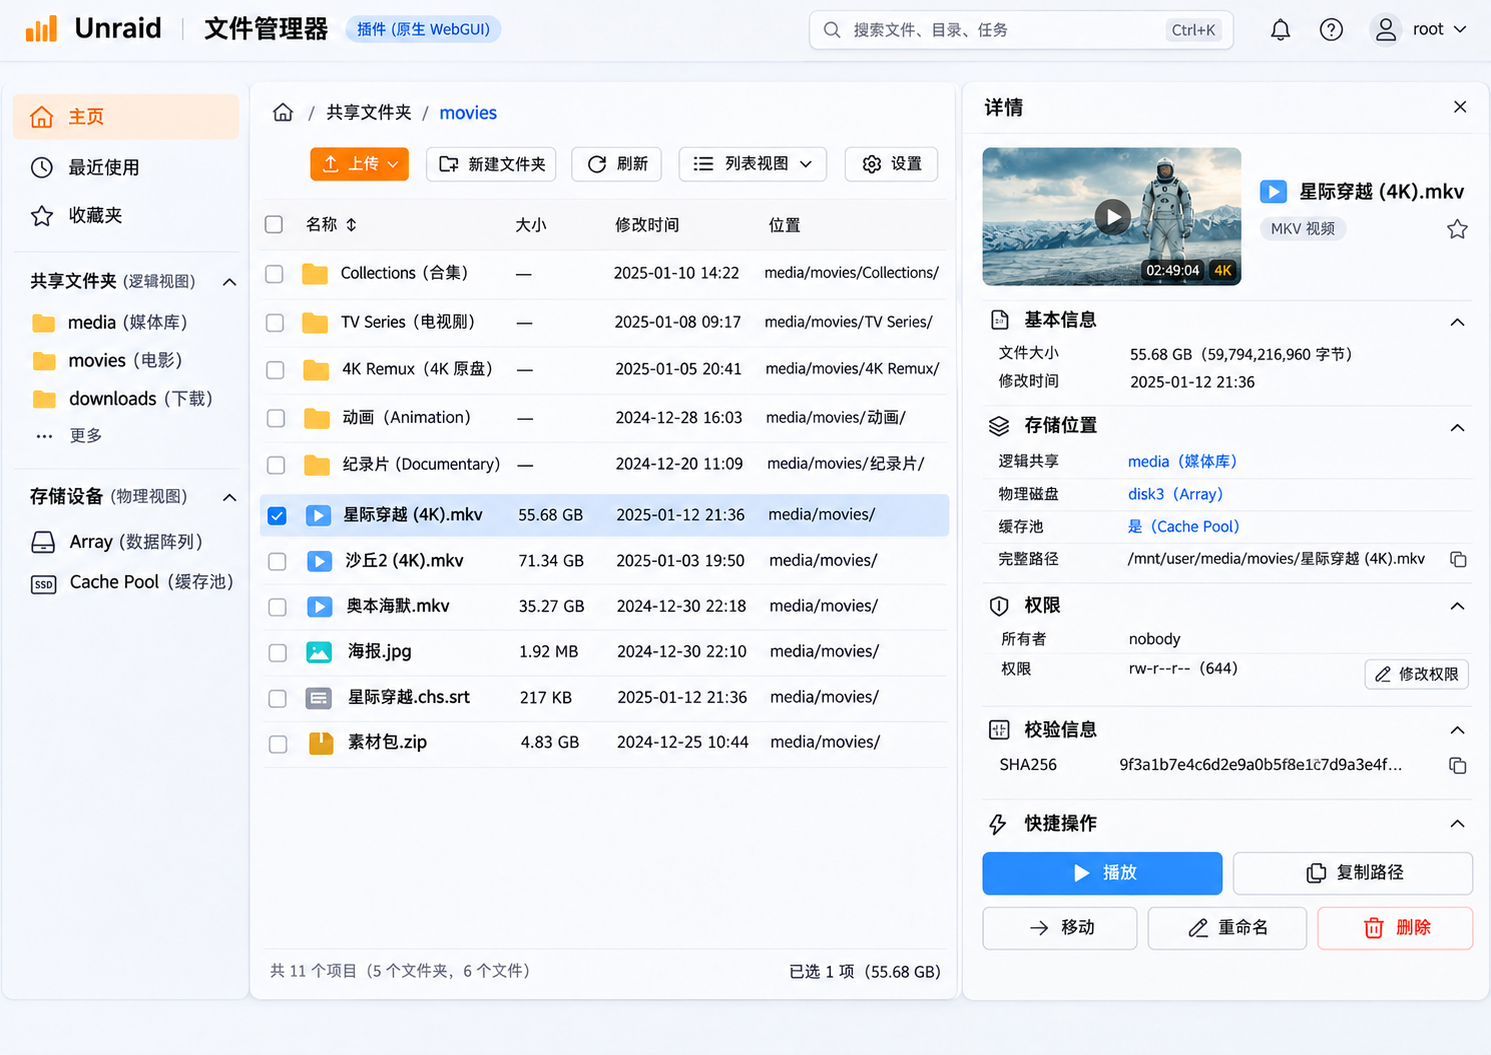 Unraid
文件管理器
插件 (原生 WebGUI)
搜索文件、目录、任务
Ctrl+K
root
主页
最近使用
收藏夹
共享文件夹 (逻辑视图)
media (媒体库)
movies (电影)
downloads (下载)
··· 更多
存储设备 (物理视图)
Array (数据阵列)
SSD Cache Pool (缓存池)
/ 共享文件夹 / movies
上传
新建文件夹
刷新
列表视图
设置
名称 大小 修改时间 位置
Collections (合集) — 2025-01-10 14:22 media/movies/Collections/
TV Series (电视剧) — 2025-01-08 09:17 media/movies/TV Series/
4K Remux (4K 原盘) — 2025-01-05 20:41 media/movies/4K Remux/
动画 (Animation) — 2024-12-28 16:03 media/movies/动画/
纪录片 (Documentary) — 2024-12-20 11:09 media/movies/纪录片/
星际穿越 (4K).mkv 55.68 GB 2025-01-12 21:36 media/movies/
沙丘2 (4K).mkv 71.34 GB 2025-01-03 19:50 media/movies/
奥本海默.mkv 35.27 GB 2024-12-30 22:18 media/movies/
海报.jpg 1.92 MB 2024-12-30 22:10 media/movies/
星际穿越.chs.srt 217 KB 2025-01-12 21:36 media/movies/
素材包.zip 4.83 GB 2024-12-25 10:44 media/movies/
共 11 个项目 (5 个文件夹, 6 个文件)
已选 1 项 (55.68 GB)
详情
02:49:04 4K
星际穿越 (4K).mkv
MKV 视频
基本信息
文件大小 55.68 GB (59,794,216,960 字节)
修改时间 2025-01-12 21:36
存储位置
逻辑共享 media (媒体库)
物理磁盘 disk3 (Array)
缓存池 是 (Cache Pool)
完整路径 /mnt/user/media/movies/星际穿越 (4K).mkv
权限
所有者 nobody
权限 rw-r--r-- (644)
修改权限
校验信息
SHA256 9f3a1b7e4c6d2e9a0b5f8e1c7d9a3e4f...
快捷操作
播放
复制路径
移动
重命名
删除